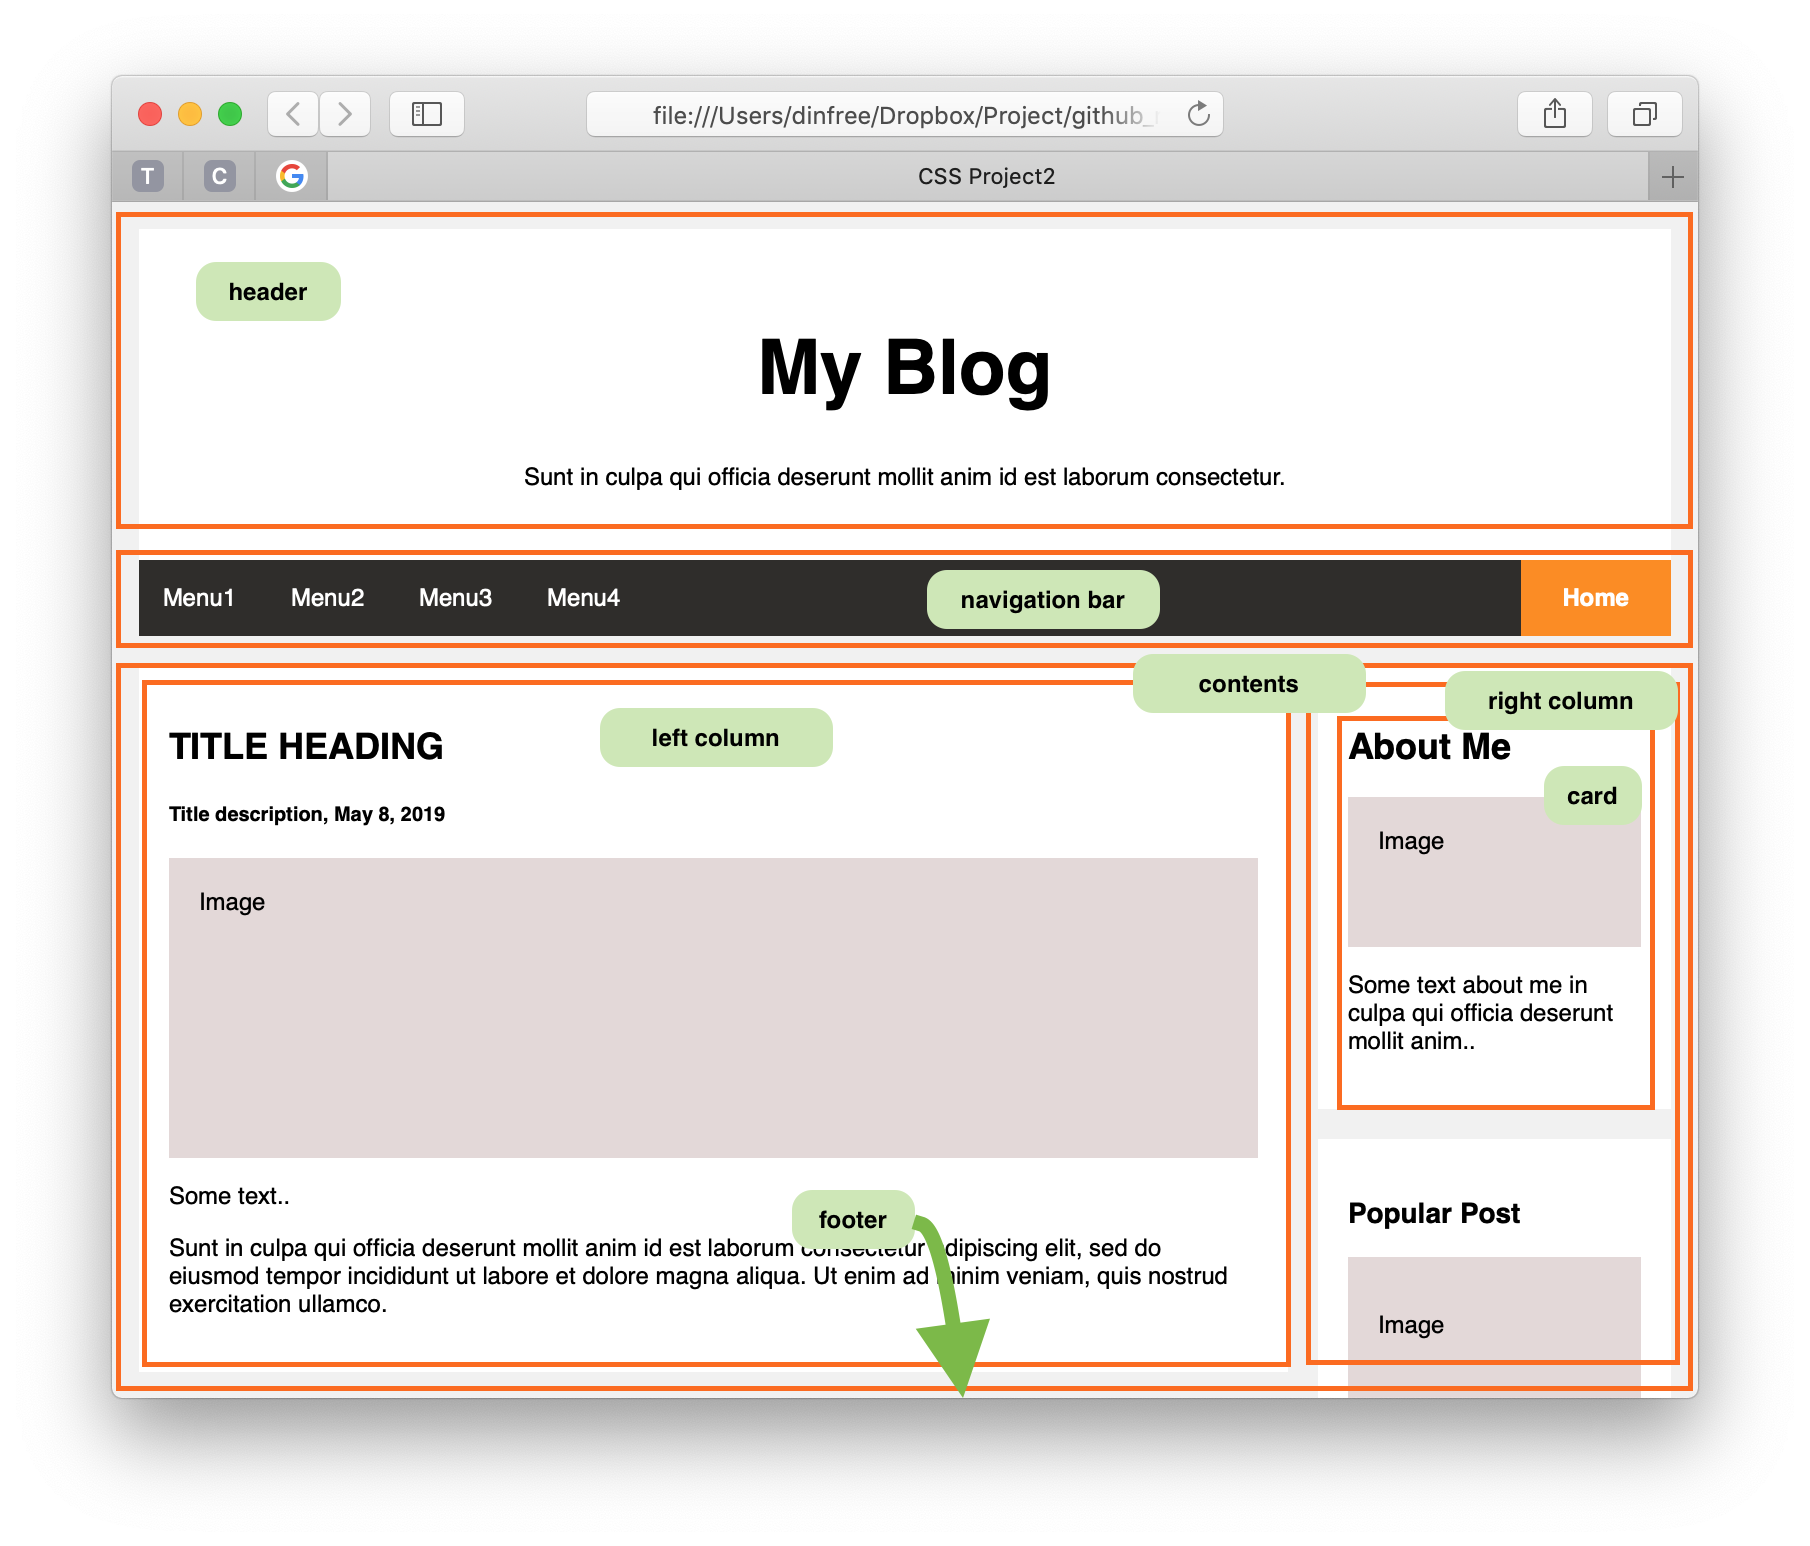 file:///Users/dinfree/Dropbox/Project/github_
T
C
G
CSS Project2
header
My Blog
Sunt in culpa qui officia deserunt mollit anim id est laborum consectetur.
Menu1 Menu2 Menu3 Menu4 navigation bar Home
contents
right column
left column
TITLE HEADING
Title description, May 8, 2019
Image
Some text..
footer
Sunt in culpa qui officia deserunt mollit anim id est laborum consectetur adipiscing elit, sed do
eiusmod tempor incididunt ut labore et dolore magna aliqua. Ut enim ad minim veniam, quis nostrud
exercitation ullamco.
About Me
card
Image
Some text about me in
culpa qui officia deserunt
mollit anim..
Popular Post
Image